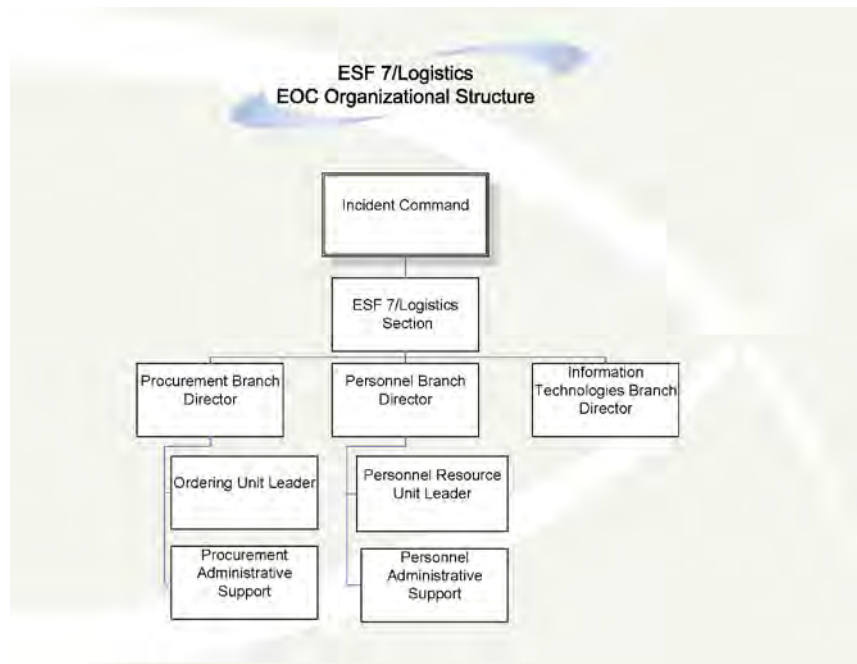 ESF 7/Logistics
EOC Organizational Structure
Incident Command
ESF 7/Logistics
Section
Procurement Branch
Director
Personnel Branch
Director
Information
Technologies Branch
Director
Ordering Unit Leader
Personnel Resource
Unit Leader
Procurement
Administrative
Support
Personnel
Administrative
Support